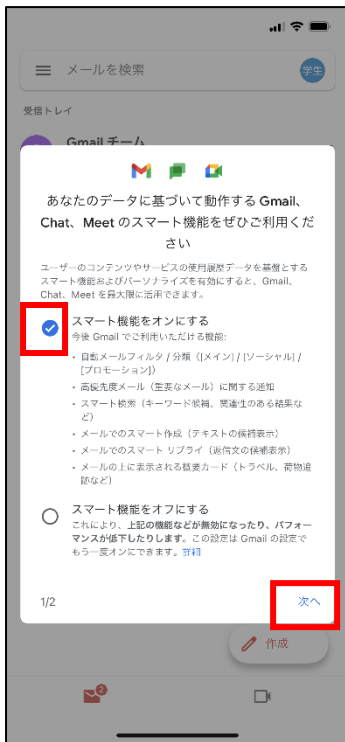 メールを検索
学生
受信トレイ
Gmail チーム
あなたのデータに基づいて動作する Gmail、
Chat、Meet のスマート機能をぜひご利用くだ
さい
ユーザーのコンテンツやサービスの使用履歴データを基盤とする
スマート機能およびパーソナライズを有効にすると、Gmail、
Chat、Meet を最大限に活用できます。
スマート機能をオンにする
今後 Gmail でご利用いただける機能:
・自動メールフィルタ / 分類（[メイン] / [ソーシャル] /
[プロモーション]）
・高優先度メール（重要なメール）に関する通知
・スマート検索（キーワード候補、関連性のある結果な
ど）
・メールでのスマート作成（テキストの候補表示）
・メールでのスマート リプライ（返信文の候補表示）
・メールの上に表示される概要カード（トラベル、荷物追
跡など）
スマート機能をオフにする
これにより、上記の機能などが無効になったり、パフォー
マンスが低下したりします。この設定は Gmail の設定で
もう一度オンにできます。詳細
1/2
次へ
作成
2